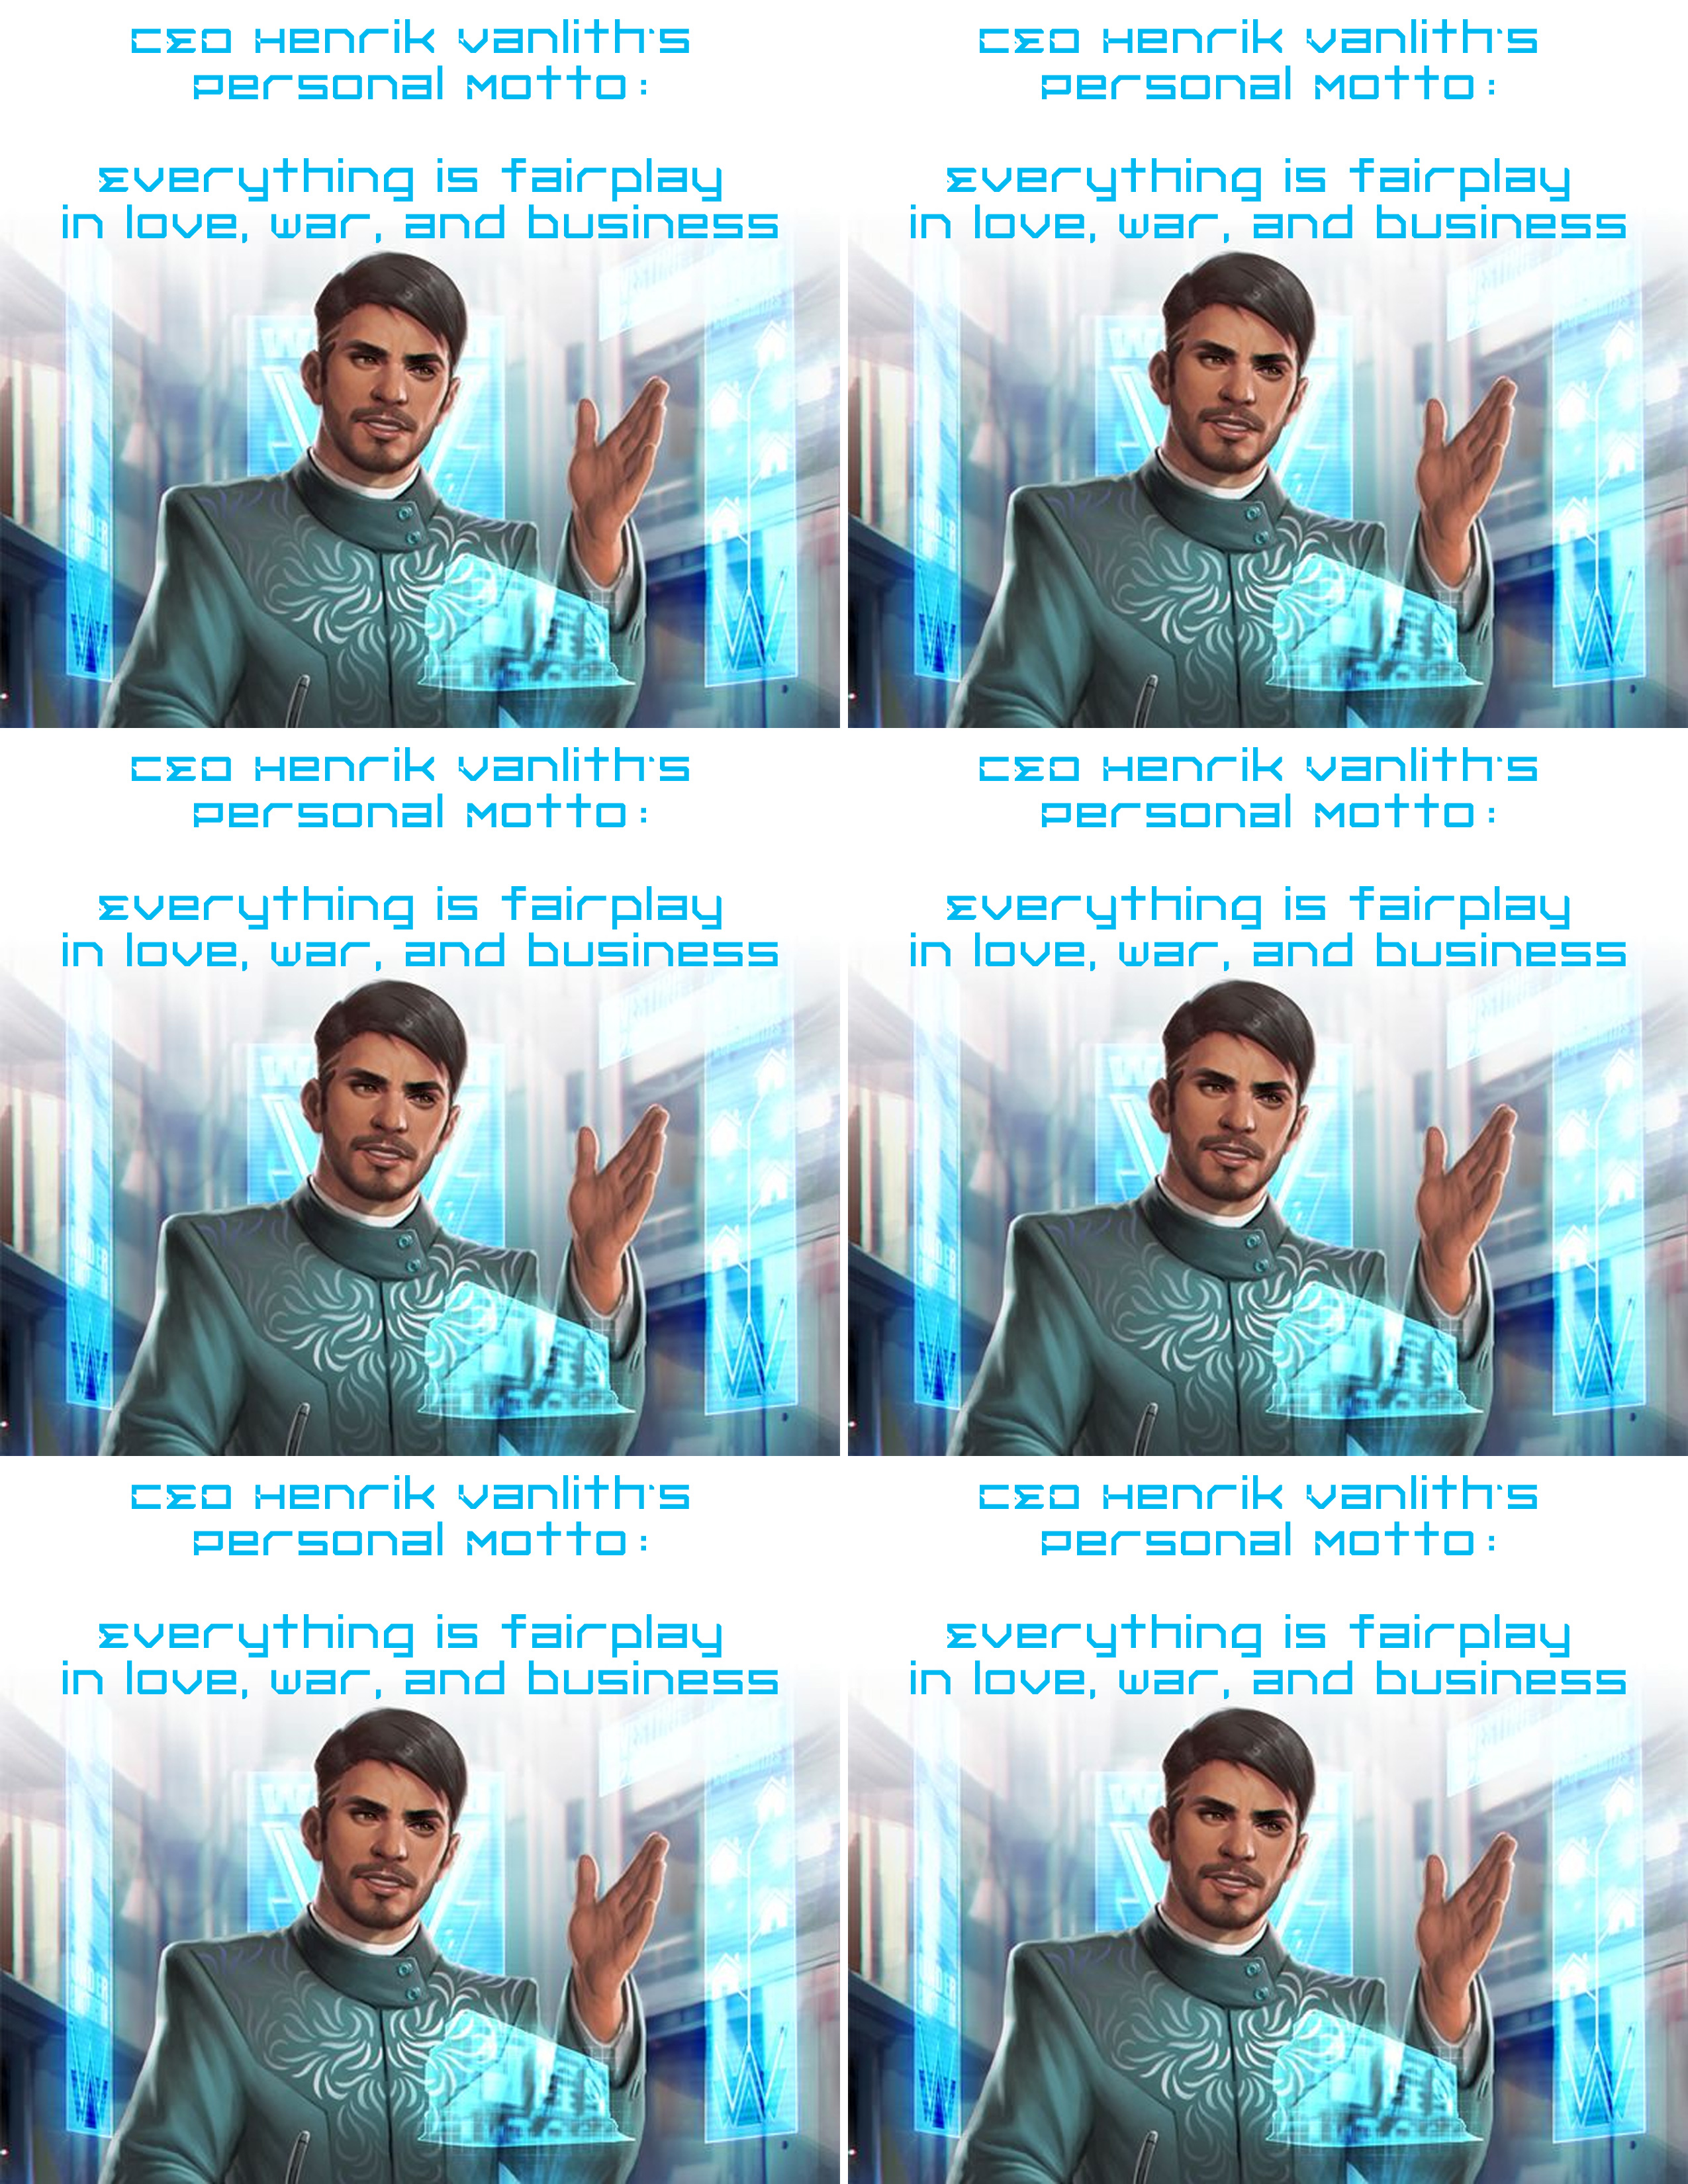 CEO Henrik Vanlith's
personal Motto:
Everything is fairplay
in love, war, and business
W
W
W
CEO Henrik Vanlith's
personal Motto:
Everything is fairplay
in love, war, and business
W
W
W
CEO Henrik Vanlith's
personal Motto:
Everything is fairplay
in love, war, and business
W
W
W
CEO Henrik Vanlith's
personal Motto:
Everything is fairplay
in love, war, and business
W
W
W
CEO Henrik Vanlith's
personal Motto:
Everything is fairplay
in love, war, and business
W
W
W
CEO Henrik Vanlith's
personal Motto:
Everything is fairplay
in love, war, and business
W
W
W